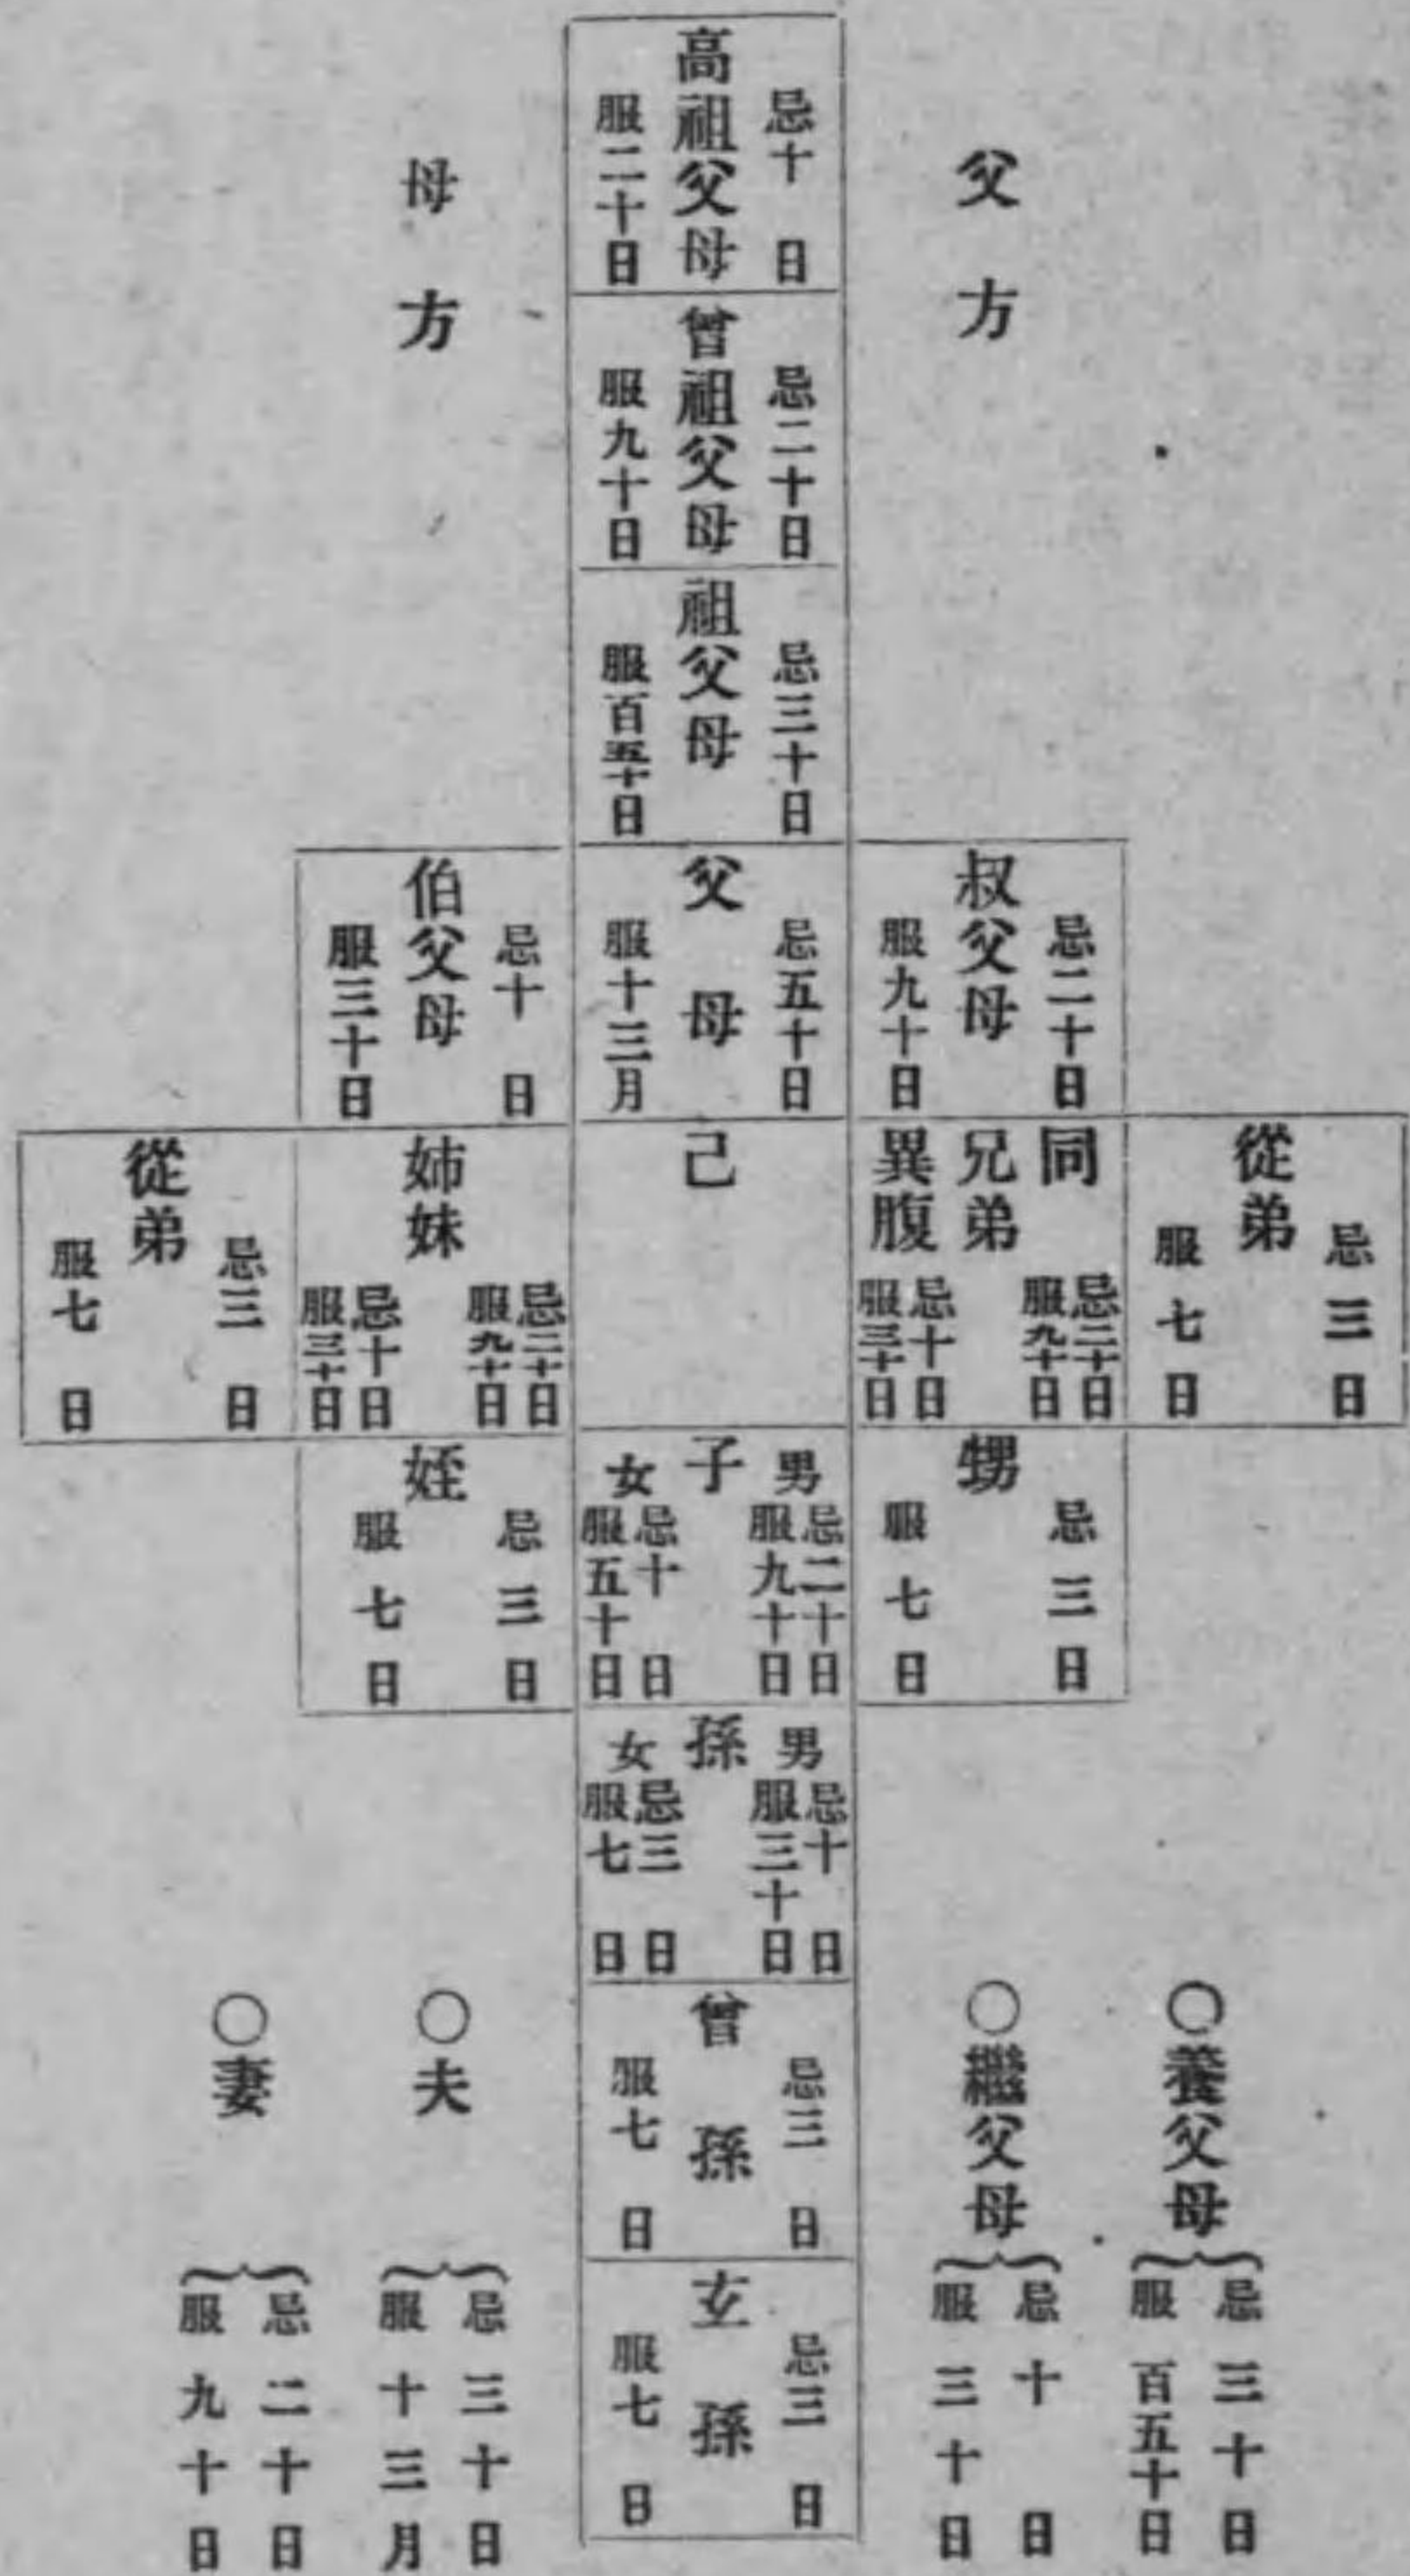 父方
母方
高祖父母
忌十日
服二十日
曾祖父母
忌二十日
服九十日
祖父母
忌三十日
服百五十日
叔父母
忌二十日
服九十日
父母
忌五十日
服十三月
伯父母
忌十日
服三十日
從弟
忌三日
服七日
同
忌二十日
服九十日
兄弟
異腹
忌十日
服三十日
己
姉妹
忌二十日
服九十日
忌十日
服三十日
從弟
忌三日
服七日
甥
忌三日
服七日
男
忌二十日
服九十日
子
女
忌十日
服五十日
姪
忌三日
服七日
男
忌十日
服三十日
孫
女
忌三日
服七日
曾孫
忌三日
服七日
玄孫
忌三日
服七日
○養父母
忌三十日
服百五十日
○繼父母
忌十日
服三十日
○夫
忌三十日
服十三月
○妻
忌二十日
服九十日